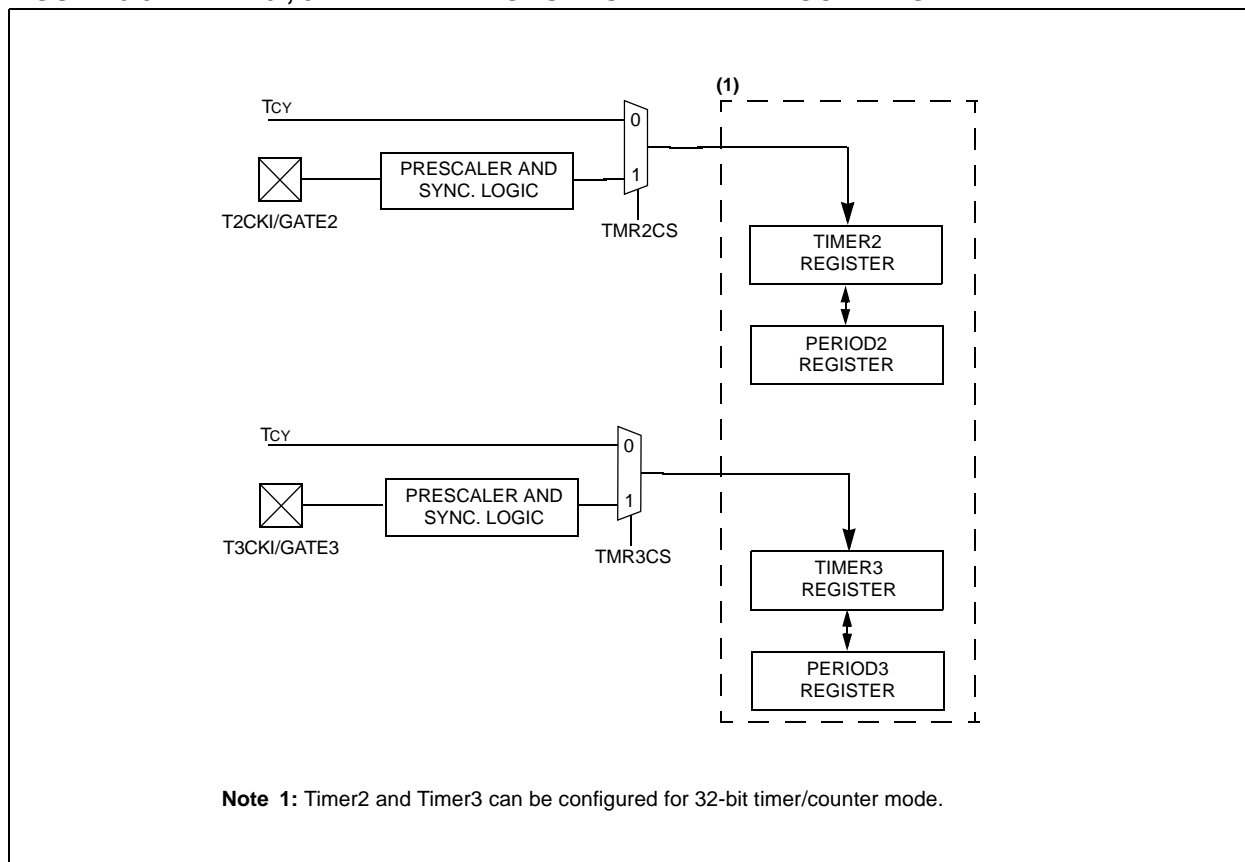 (1)
TCY
0
PRESCALER AND
SYNC. LOGIC
1
T2CKI/GATE2
TMR2CS
TIMER2
REGISTER
PERIOD2
REGISTER
TCY
0
PRESCALER AND
SYNC. LOGIC
1
T3CKI/GATE3
TMR3CS
TIMER3
REGISTER
PERIOD3
REGISTER
Note 1: Timer2 and Timer3 can be configured for 32-bit timer/counter mode.